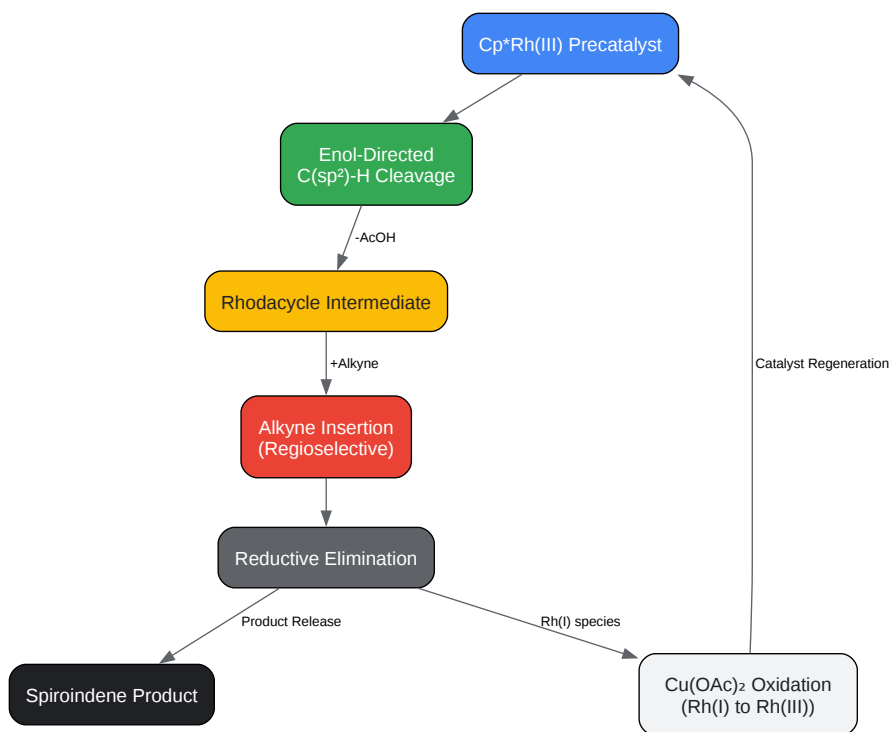 Cp*Rh(III) Precatalyst
Enol-Directed
C(sp²)-H Cleavage
-AcOH
Rhodacycle Intermediate
+Alkyne
Catalyst Regeneration
Alkyne Insertion
(Regioselective)
Reductive Elimination
Product Release
Rh(I) species
Spiroindene Product
Cu(OAc)₂ Oxidation
(Rh(I) to Rh(III))